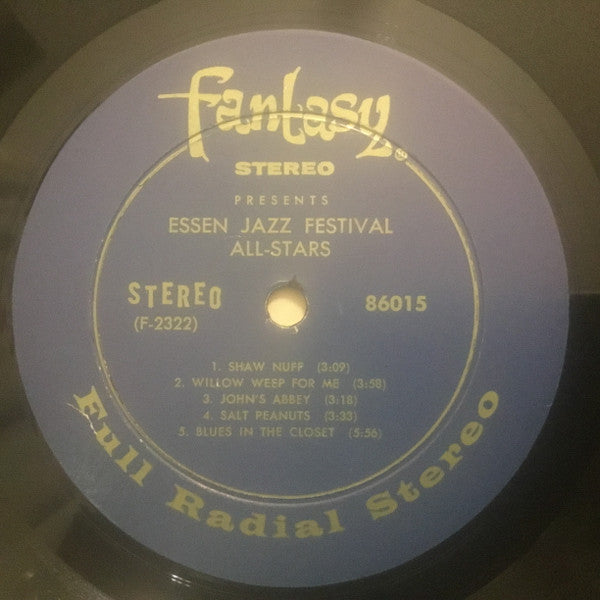 fantasy®
STEREO
PRESENTS
ESSEN JAZZ FESTIVAL
ALL-STARS
STEREO
(F-2322)
86015
1. SHAW NUFF (3:09)
2. WILLOW WEEP FOR ME (3:58)
3. JOHN'S ABBEY (3:18)
4. SALT PEANUTS (3:33)
5. BLUES IN THE CLOSET (5:56)
Full Radial Stereo